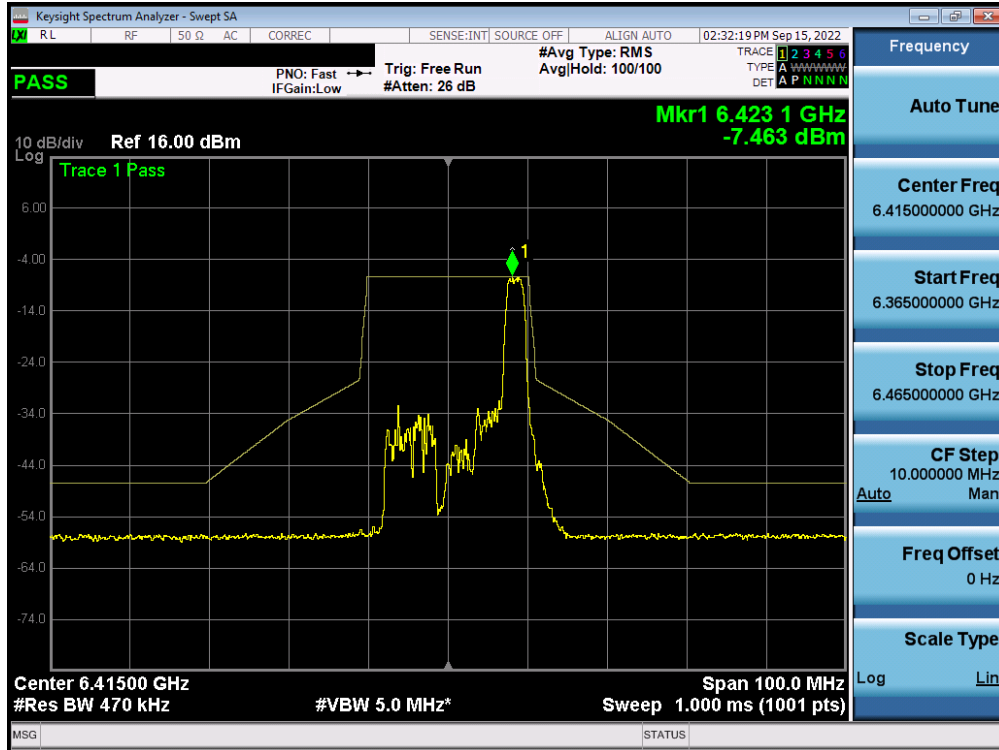 Keysight Spectrum Analyzer - Swept SA
LXI RL RF 50 Ω AC CORREC SENSE:INT SOURCE OFF ALIGN AUTO 02:32:19 PM Sep 15, 2022
PASS
PNO: Fast
IFGain:Low
Trig: Free Run
#Atten: 26 dB
#Avg Type: RMS
Avg|Hold: 100/100
TRACE 1 2 3 4 5 6
TYPE A WWWWW
DET A P N N N N
Mkr1 6.423 1 GHz
-7.463 dBm
10 dB/div Ref 16.00 dBm
Log
Trace 1 Pass
1
6.00
-4.00
-14.0
-24.0
-34.0
-44.0
-54.0
-64.0
-74.0
Center 6.41500 GHz Span 100.0 MHz
#Res BW 470 kHz #VBW 5.0 MHz* Sweep 1.000 ms (1001 pts)
MSG STATUS
Frequency
Auto Tune
Center Freq
6.415000000 GHz
Start Freq
6.365000000 GHz
Stop Freq
6.465000000 GHz
CF Step
10.000000 MHz
Auto Man
Freq Offset
0 Hz
Scale Type
Log Lin